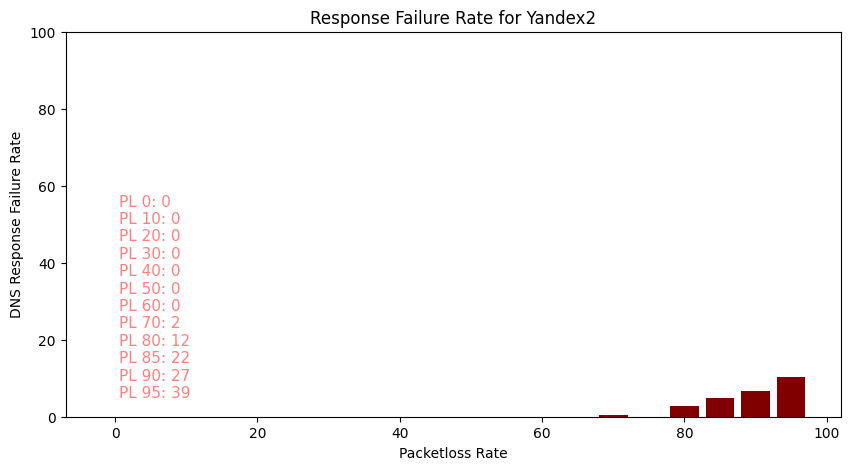 Response Failure Rate for Yandex2
100
80
60
40
20
0
DNS Response Failure Rate
PL 0: 0
PL 10: 0
PL 20: 0
PL 30: 0
PL 40: 0
PL 50: 0
PL 60: 0
PL 70: 2
PL 80: 12
PL 85: 22
PL 90: 27
PL 95: 39
0 20 40 60 80 100
Packetloss Rate